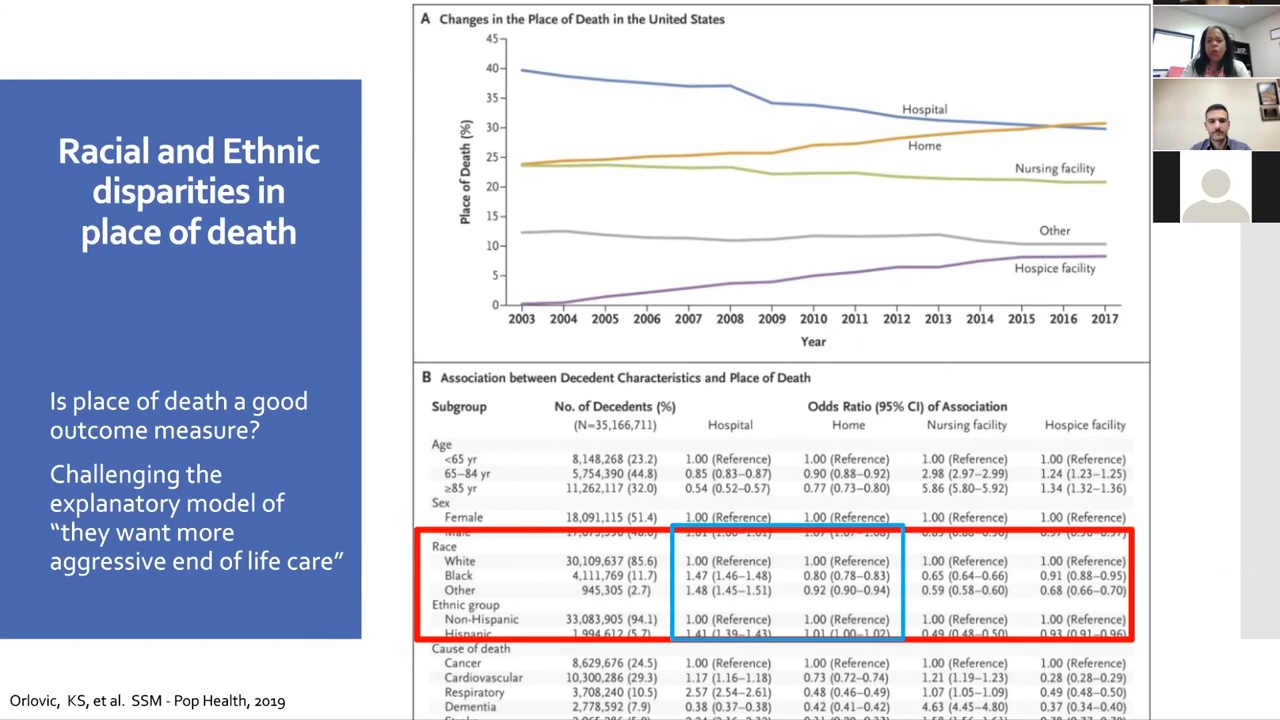 Racial and Ethnic
disparities in
place of death
Is place of death a good
outcome measure?
Challenging the
explanatory model of
“they want more
aggressive end of life care”
Orlovic, KS, et al. SSM - Pop Health, 2019
A Changes in the Place of Death in the United States
Place of Death (%)
45
40
35
30
25
20
15
10
5
0
Hospital
Home
Nursing facility
Other
Hospice facility
2003 2004 2005 2006 2007 2008 2009 2010 2011 2012 2013 2014 2015 2016 2017
Year
B Association between Decedent Characteristics and Place of Death
Subgroup No. of Decedents (%) Odds Ratio (95% CI) of Association
(N=35,166,711) Hospital Home Nursing facility Hospice facility
Age
<65 yr 8,148,268 (23.2) 1.00 (Reference) 1.00 (Reference) 1.00 (Reference) 1.00 (Reference)
65–84 yr 5,754,390 (44.8) 0.85 (0.83–0.87) 0.90 (0.88–0.92) 2.98 (2.97–2.99) 1.24 (1.23–1.25)
≥85 yr 11,262,117 (32.0) 0.54 (0.52–0.57) 0.77 (0.73–0.80) 5.86 (5.80–5.92) 1.34 (1.32–1.36)
Sex
Female 18,091,115 (51.4) 1.00 (Reference) 1.00 (Reference) 1.00 (Reference) 1.00 (Reference)
Male
Race
White 30,109,637 (85.6) 1.00 (Reference) 1.00 (Reference) 1.00 (Reference) 1.00 (Reference)
Black 4,111,769 (11.7) 1.47 (1.46–1.48) 0.80 (0.78–0.83) 0.65 (0.64–0.66) 0.91 (0.88–0.95)
Other 945,305 (2.7) 1.48 (1.45–1.51) 0.92 (0.90–0.94) 0.59 (0.58–0.60) 0.68 (0.66–0.70)
Ethnic group
Non-Hispanic 33,083,905 (94.1) 1.00 (Reference) 1.00 (Reference) 1.00 (Reference) 1.00 (Reference)
Hispanic 1,994,612 (5.7) 1.41 (1.39–1.43) 1.01 (1.00–1.02) 0.49 (0.48–0.50) 0.93 (0.91–0.96)
Cause of death
Cancer 8,629,676 (24.5) 1.00 (Reference) 1.00 (Reference) 1.00 (Reference) 1.00 (Reference)
Cardiovascular 10,300,286 (29.3) 1.17 (1.16–1.18) 0.73 (0.72–0.74) 1.21 (1.19–1.23) 0.28 (0.28–0.29)
Respiratory 3,708,240 (10.5) 2.57 (2.54–2.61) 0.48 (0.46–0.49) 1.07 (1.05–1.09) 0.49 (0.48–0.50)
Dementia 2,778,592 (7.9) 0.38 (0.37–0.38) 0.42 (0.41–0.42) 4.63 (4.45–4.80) 0.37 (0.34–0.40)